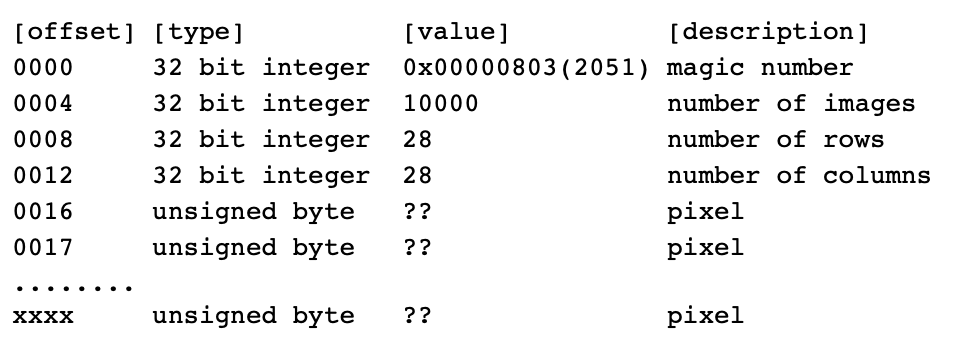 [offset] [type] [value] [description]
0000 32 bit integer 0x00000803(2051) magic number
0004 32 bit integer 10000 number of images
0008 32 bit integer 28 number of rows
0012 32 bit integer 28 number of columns
0016 unsigned byte ?? pixel
0017 unsigned byte ?? pixel
........
xxxx unsigned byte ?? pixel